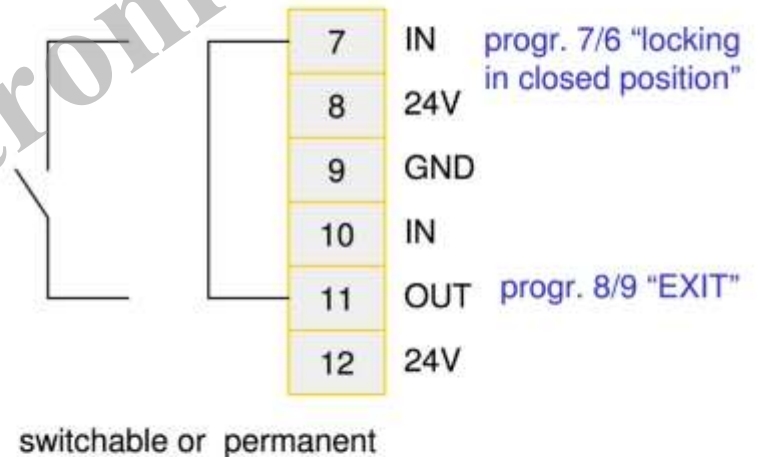 7 IN progr. 7/6 “locking
in closed position”
8 24V
9 GND
10 IN
11 OUT progr. 8/9 “EXIT”
12 24V
switchable or permanent